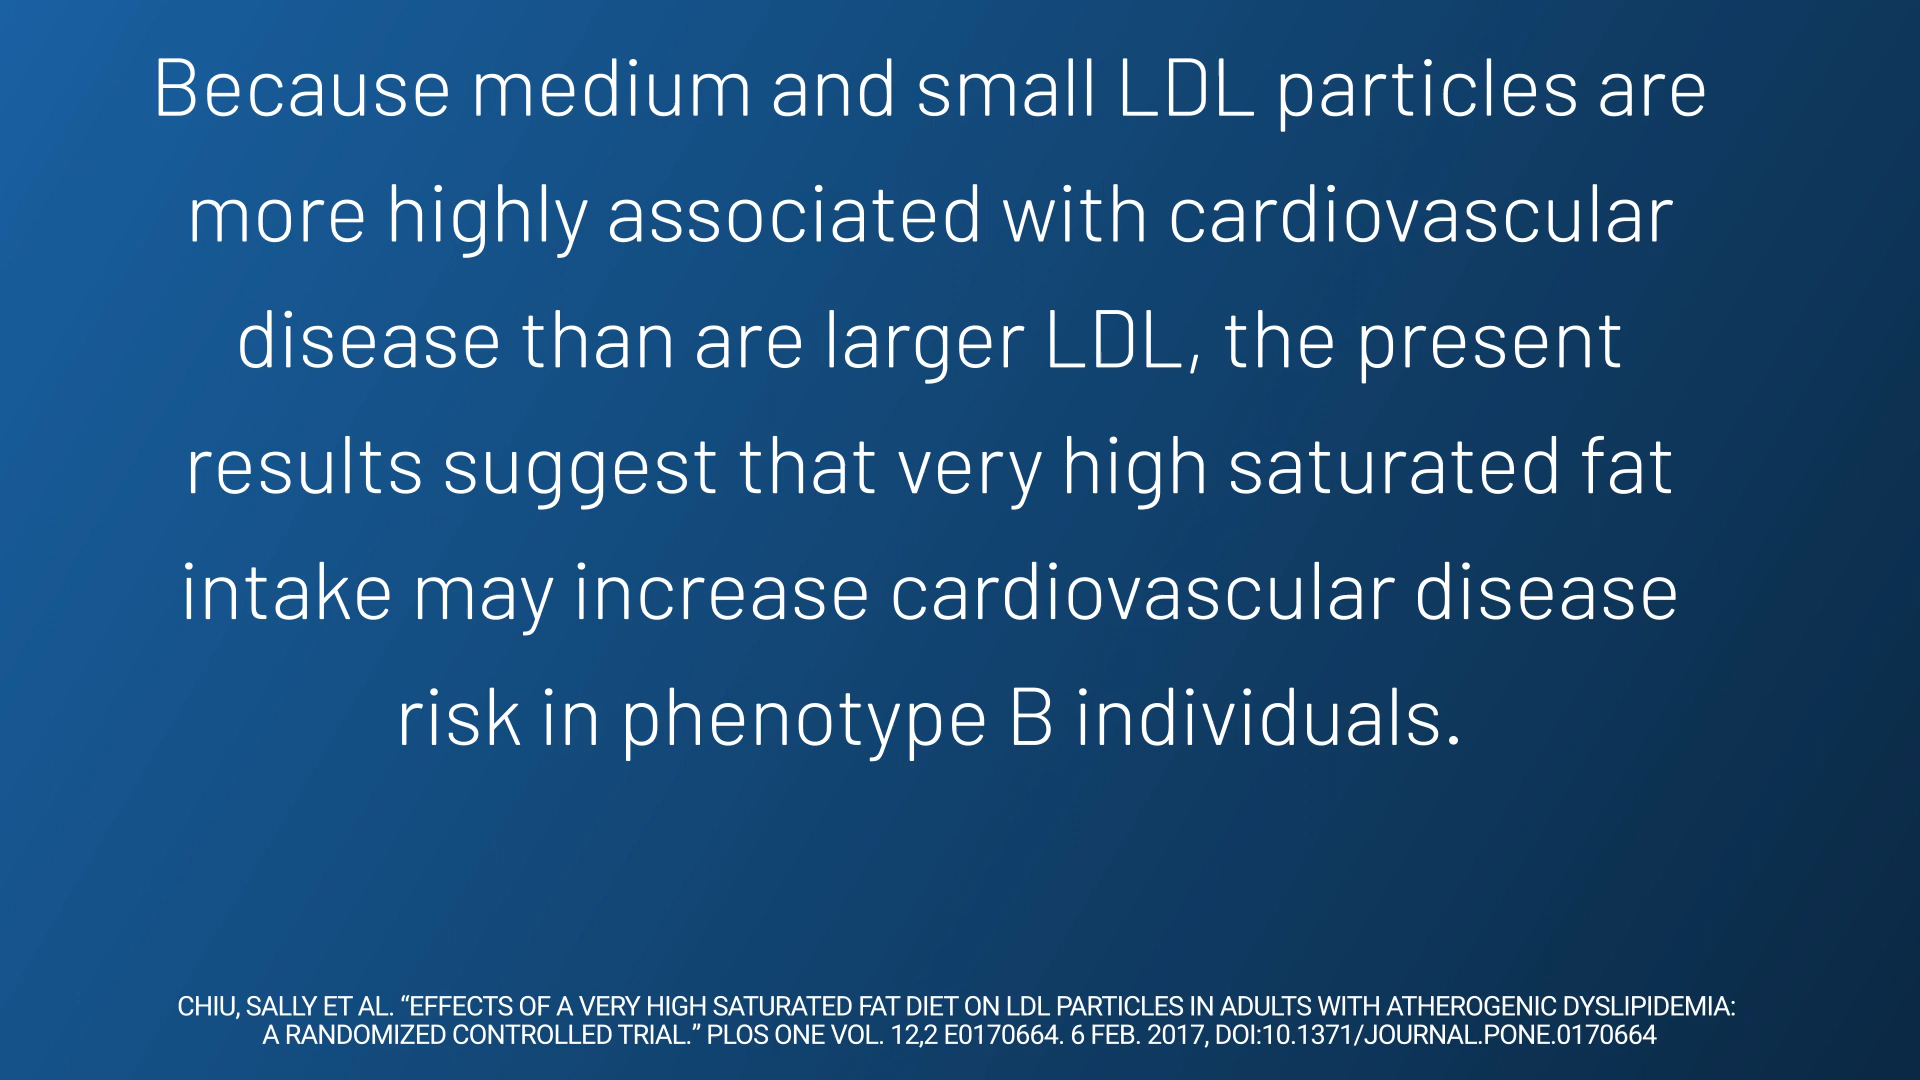 Because medium and small LDL particles are
more highly associated with cardiovascular
disease than are larger LDL, the present
results suggest that very high saturated fat
intake may increase cardiovascular disease
risk in phenotype B individuals.
CHIU, SALLY ET AL. “EFFECTS OF A VERY HIGH SATURATED FAT DIET ON LDL PARTICLES IN ADULTS WITH ATHEROGENIC DYSLIPIDEMIA:
A RANDOMIZED CONTROLLED TRIAL.” PLOS ONE VOL. 12,2 E0170664. 6 FEB. 2017, DOI:10.1371/JOURNAL.PONE.0170664